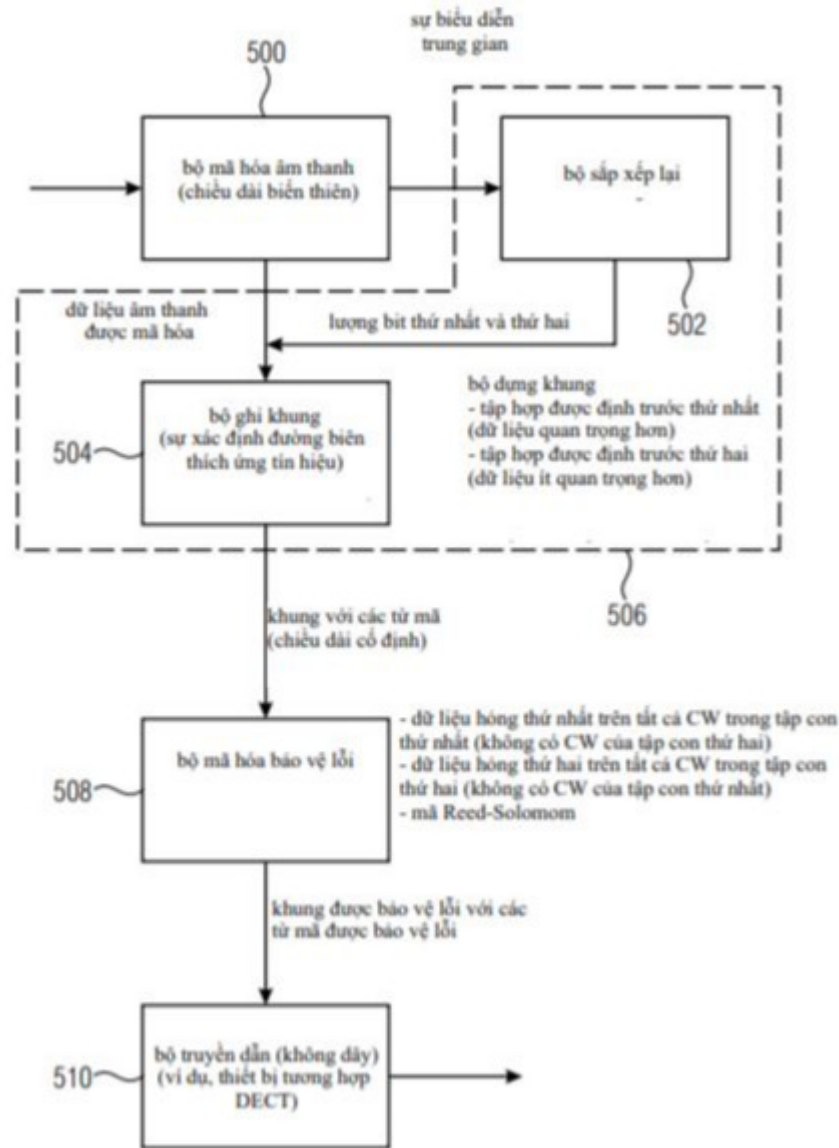 sự biểu diễn
trung gian
500
bộ mã hóa âm thanh
(chiều dài biến thiên)
bộ sắp xếp lại
-
502
dữ liệu âm thanh
được mã hóa
lượng bit thứ nhất và thứ hai
504
bộ ghi khung
(sự xác định đường biên
thích ứng tín hiệu)
bộ dựng khung
- tập hợp được định trước thứ nhất
(dữ liệu quan trọng hơn)
- tập hợp được định trước thứ hai
(dữ liệu ít quan trọng hơn)
506
khung với các từ mã
(chiều dài cố định)
508
bộ mã hóa bảo vệ lỗi
- dữ liệu hỏng thứ nhất trên tất cả CW trong tập con
thứ nhất (không có CW của tập con thứ hai)
- dữ liệu hỏng thứ hai trên tất cả CW trong tập con
thứ hai (không có CW của tập con thứ nhất)
- mã Reed-Solomom
khung được bảo vệ lỗi với các
từ mã được bảo vệ lỗi
510
bộ truyền dẫn (không dây)
(ví dụ, thiết bị tương hợp
DECT)